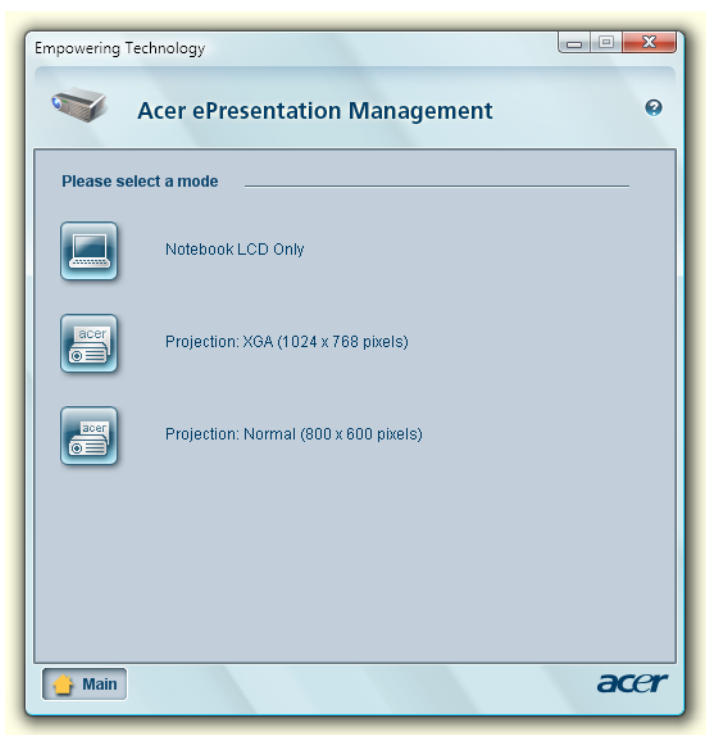 Empowering Technology
Acer ePresentation Management
Please select a mode
Notebook LCD Only
acer
Projection: XGA (1024 x 768 pixels)
acer
Projection: Normal (800 x 600 pixels)
Main
acer